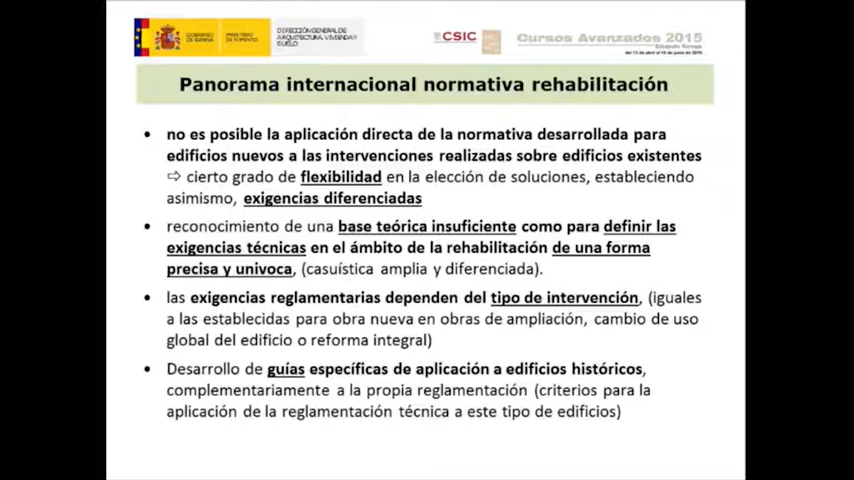 GOBIERNO DE ESPAÑA
MINISTERIO DE FOMENTO
DIRECCIÓN GENERAL DE ARQUITECTURA, VIVIENDA Y SUELO
CSIC
Cursos Avanzados 2015
Eduardo Torroja
Panorama internacional normativa rehabilitación
• no es posible la aplicación directa de la normativa desarrollada para
edificios nuevos a las intervenciones realizadas sobre edificios existentes
⇨ cierto grado de flexibilidad en la elección de soluciones, estableciendo
asimismo, exigencias diferenciadas
• reconocimiento de una base teórica insuficiente como para definir las
exigencias técnicas en el ámbito de la rehabilitación de una forma
precisa y univoca, (casuística amplia y diferenciada).
• las exigencias reglamentarias dependen del tipo de intervención, (iguales
a las establecidas para obra nueva en obras de ampliación, cambio de uso
global del edificio o reforma integral)
• Desarrollo de guías específicas de aplicación a edificios históricos,
complementariamente a la propia reglamentación (criterios para la
aplicación de la reglamentación técnica a este tipo de edificios)